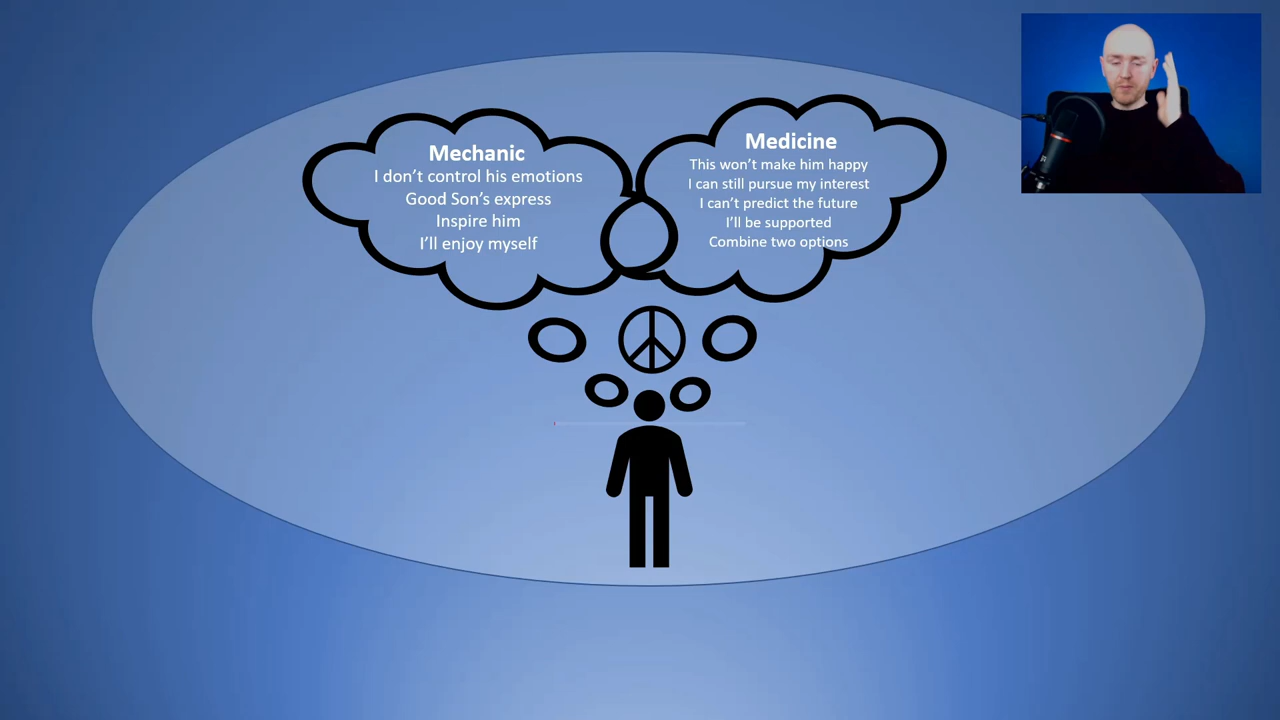 Mechanic
I don't control his emotions
Good Son's express
Inspire him
I'll enjoy myself
Medicine
This won't make him happy
I can still pursue my interest
I can't predict the future
I'll be supported
Combine two options